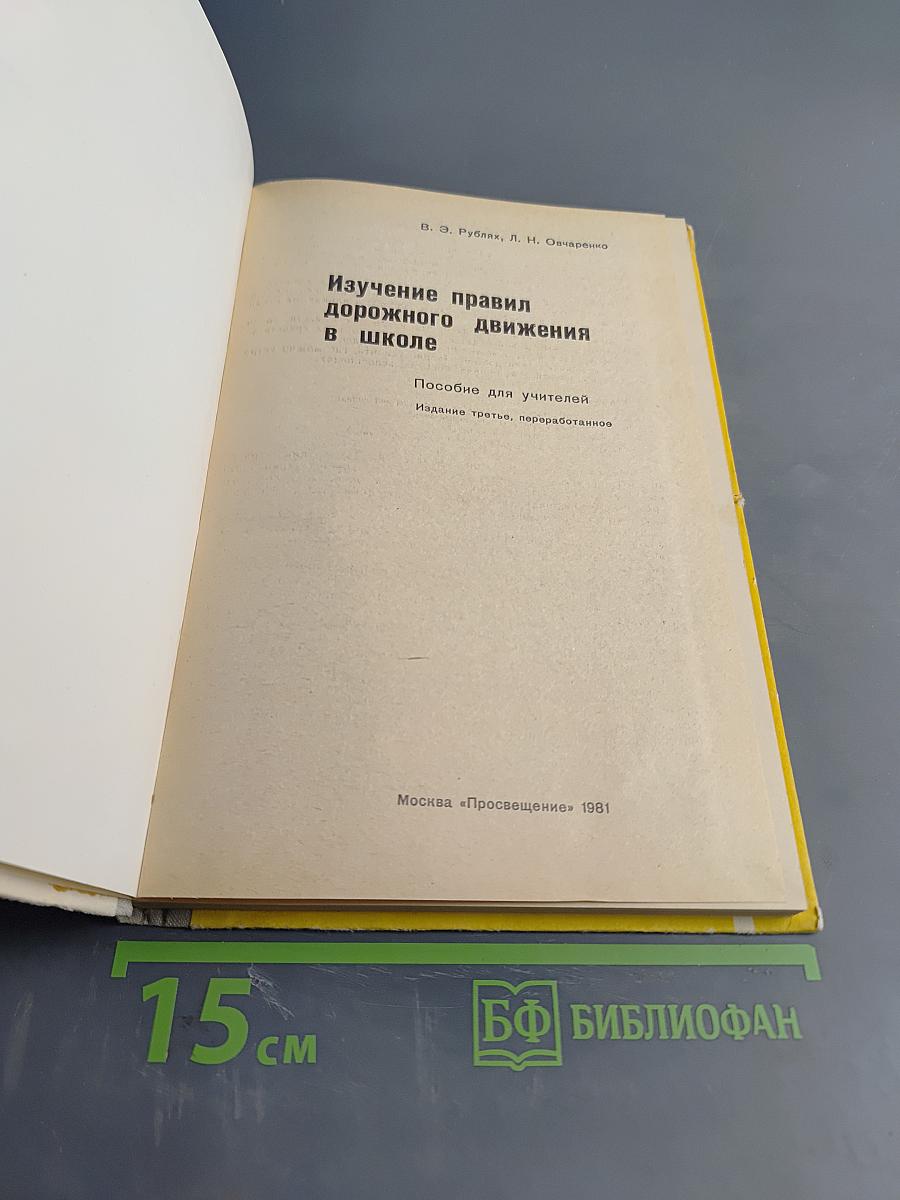 В. Э. Рублях, Л. Н. Овчаренко
Изучение правил
дорожного движения
в школе
Пособие для учителей
Издание третье, переработанное
Москва «Просвещение» 1981
15 см
БФ БИБЛИОФАН